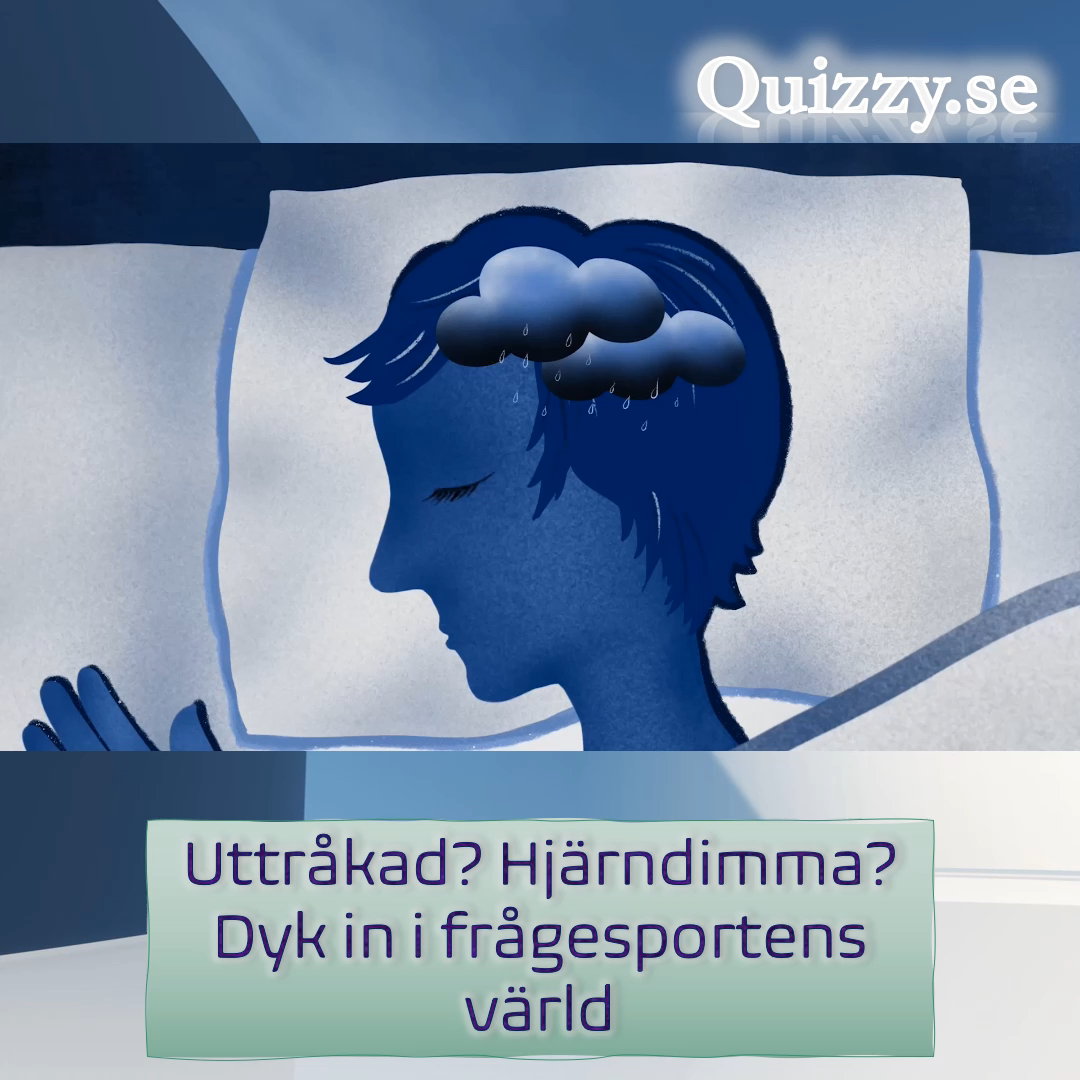 Quizzy.se
Uttråkad? Hjärndimma?
Dyk in i frågesportens
värld